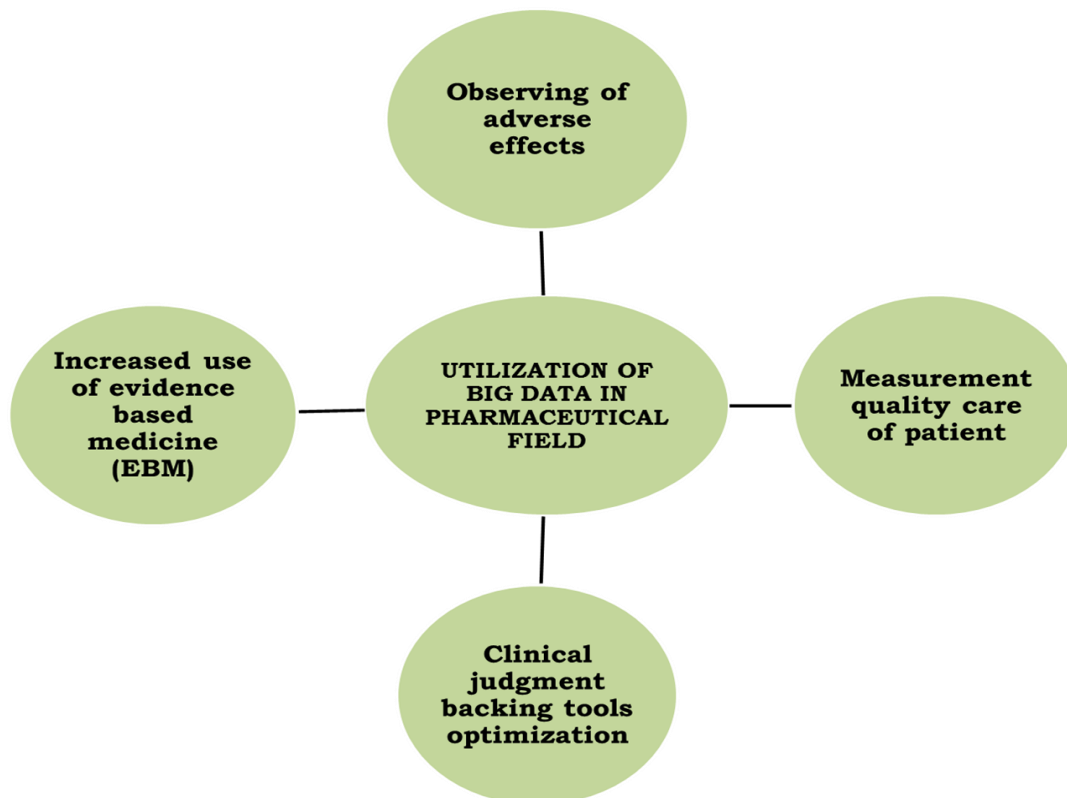 Observing of
adverse
effects
Increased use
of evidence
based
medicine
(EBM)
UTILIZATION OF
BIG DATA IN
PHARMACEUTICAL
FIELD
Measurement
quality care
of patient
Clinical
judgment
backing tools
optimization